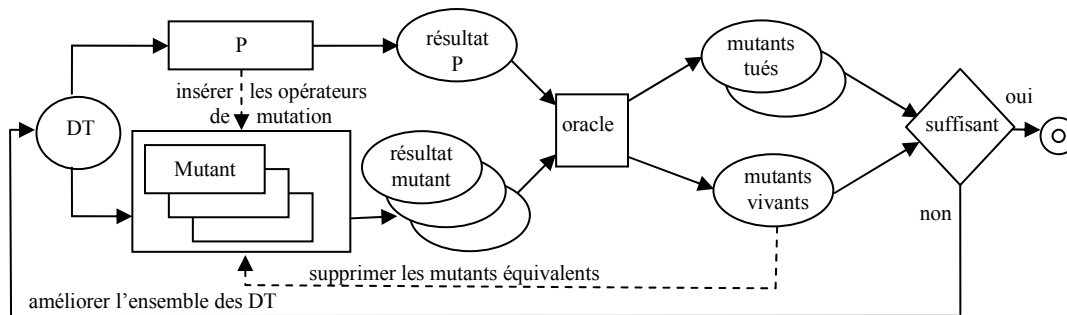 P
résultat
P
mutants
tués
insérer les opérateurs
de mutation
DT
oracle
oui
suffisant
Mutant
résultat
mutant
mutants
vivants
non
supprimer les mutants équivalents
améliorer l’ensemble des DT